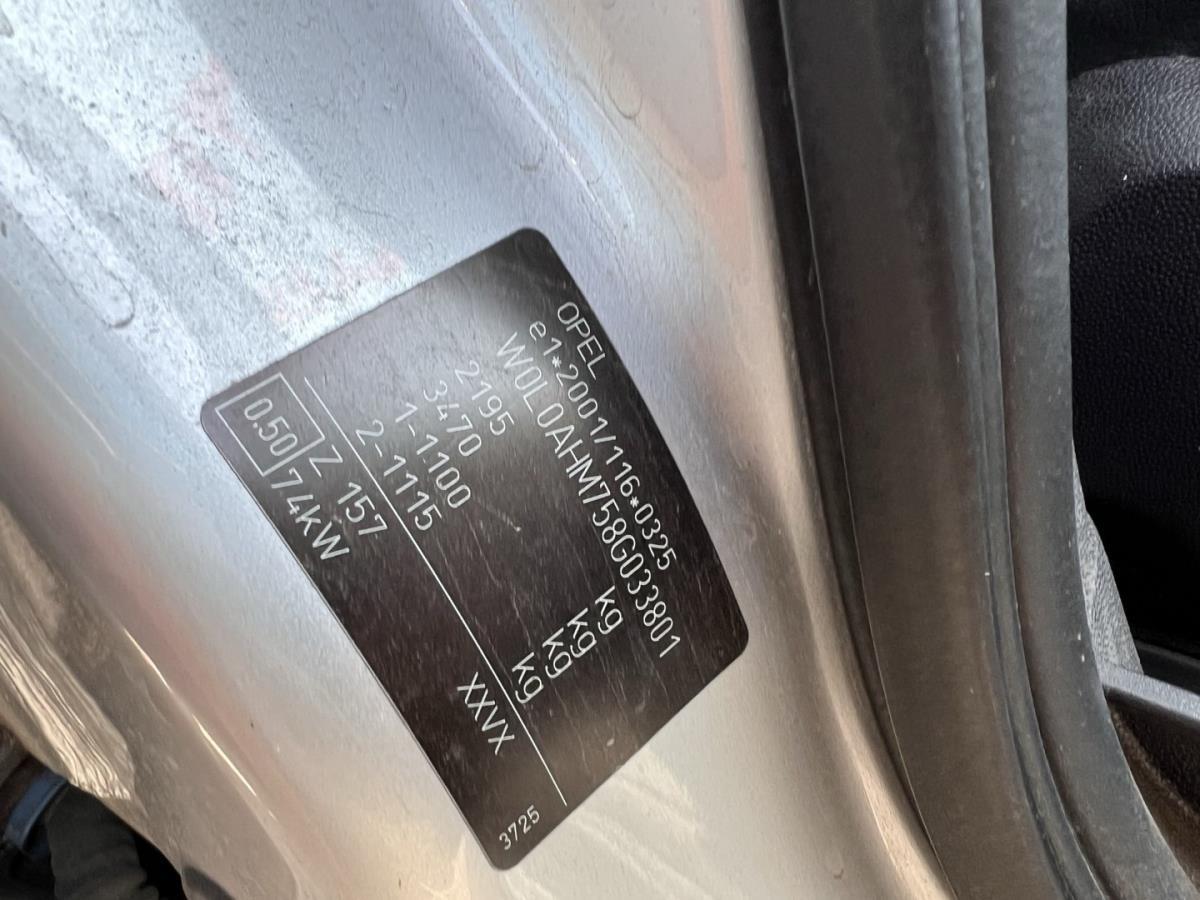 OPEL
e1*2001/116*0325
W0L0AHM758G033801
2195 kg
3470 kg
1-1100 kg
2-1115 kg
Z 157 XXVX
0.50 74kW
3725